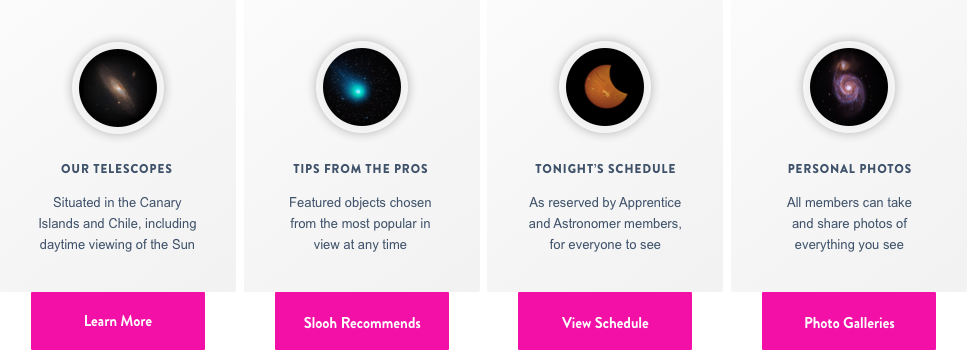 OUR TELESCOPES
Situated in the Canary
Islands and Chile, including
daytime viewing of the Sun
Learn More
TIPS FROM THE PROS
Featured objects chosen
from the most popular in
view at any time
Slooh Recommends
TONIGHT'S SCHEDULE
As reserved by Apprentice
and Astronomer members,
for everyone to see
View Schedule
PERSONAL PHOTOS
All members can take
and share photos of
everything you see
Photo Galleries